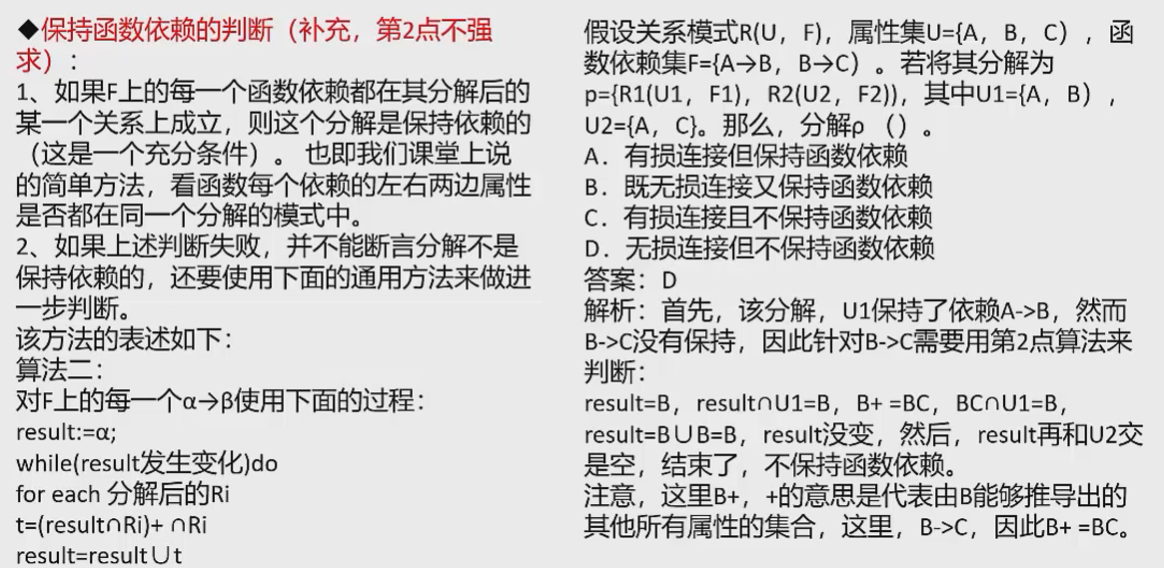 ◆保持函数依赖的判断（补充，第2点不强
求）：
1、如果F上的每一个函数依赖都在其分解后的
某一个关系上成立，则这个分解是保持依赖的
（这是一个充分条件）。 也即我们课堂上说
的简单方法，看函数每个依赖的左右两边属性
是否都在同一个分解的模式中。
2、如果上述判断失败，并不能断言分解不是
保持依赖的，还要使用下面的通用方法来做进
一步判断。
该方法的表述如下：
算法二：
对F上的每一个α→β使用下面的过程：
result:=α;
while(result发生变化)do
for each 分解后的Ri
t=(result∩Ri)+ ∩Ri
result=result∪t
假设关系模式R(U，F)，属性集U={A，B，C），函
数依赖集F={A→B，B→C）。若将其分解为
p={R1(U1，F1)，R2(U2，F2))，其中U1={A，B)，
U2={A，C}。那么，分解ρ （）。
A．有损连接但保持函数依赖
B．既无损连接又保持函数依赖
C．有损连接且不保持函数依赖
D．无损连接但不保持函数依赖
答案：D
解析：首先，该分解，U1保持了依赖A->B，然而
B->C没有保持，因此针对B->C需要用第2点算法来
判断：
result=B，result∩U1=B，B+ =BC，BC∩U1=B，
result=B∪B=B，result没变，然后，result再和U2交
是空，结束了，不保持函数依赖。
注意，这里B+，+的意思是代表由B能够推导出的
其他所有属性的集合，这里，B->C，因此B+ =BC。